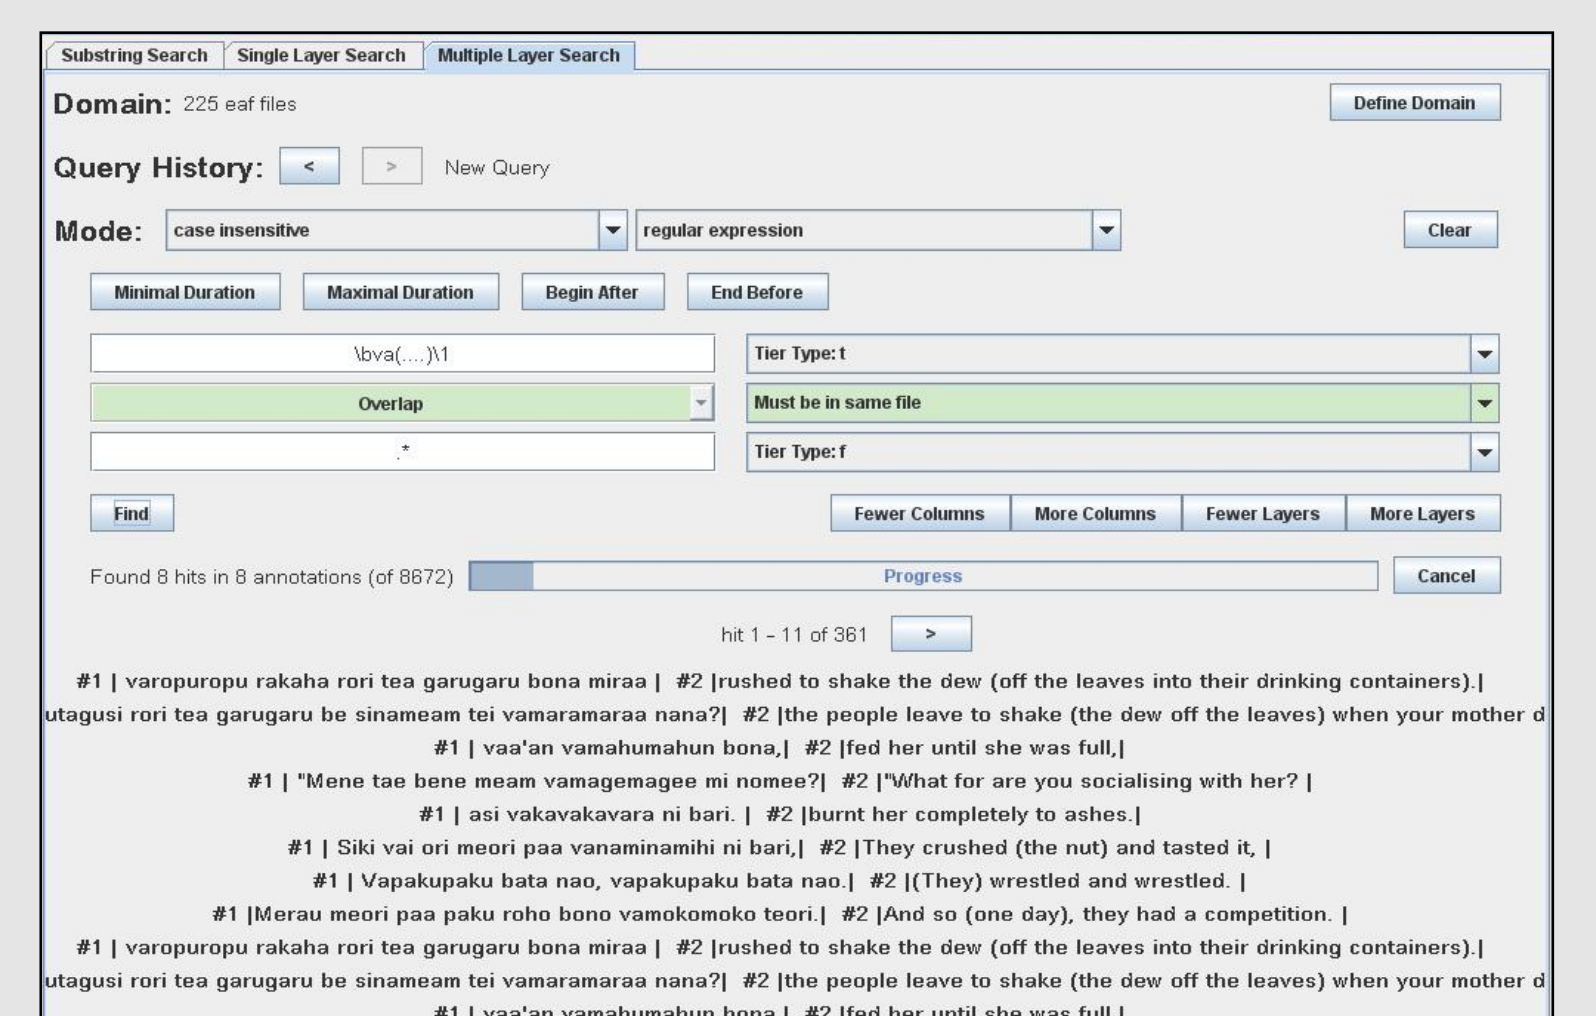 Substring Search Single Layer Search Multiple Layer Search
Domain: 225 eaf files Define Domain
Query History: < > New Query
Mode: case insensitive regular expression Clear
Minimal Duration Maximal Duration Begin After End Before
\bva(....)\1 Tier Type: t
Overlap Must be in same file
.* Tier Type: f
Find Fewer Columns More Columns Fewer Layers More Layers
Found 8 hits in 8 annotations (of 8672) Progress Cancel
hit 1 – 11 of 361 >
#1 | varopuropu rakaha rori tea garugaru bona miraa | #2 |rushed to shake the dew (off the leaves into their drinking containers).|
utagusi rori tea garugaru be sinameam tei vamaramaraa nana?| #2 |the people leave to shake (the dew off the leaves) when your mother d
#1 | vaa'an vamahumahun bona,| #2 |fed her until she was full,|
#1 | "Mene tae bene meam vamagemagee mi nomee?| #2 |"What for are you socialising with her? |
#1 | asi vakavakavara ni bari. | #2 |burnt her completely to ashes.|
#1 | Siki vai ori meori paa vanaminamihi ni bari,| #2 |They crushed (the nut) and tasted it, |
#1 | Vapakupaku bata nao, vapakupaku bata nao.| #2 |(They) wrestled and wrestled. |
#1 |Merau meori paa paku roho bono vamokomoko teori.| #2 |And so (one day), they had a competition. |
#1 | varopuropu rakaha rori tea garugaru bona miraa | #2 |rushed to shake the dew (off the leaves into their drinking containers).|
utagusi rori tea garugaru be sinameam tei vamaramaraa nana?| #2 |the people leave to shake (the dew off the leaves) when your mother d
#1 | vaa'an vamahumahun bona,| #2 |fed her until she was full,|